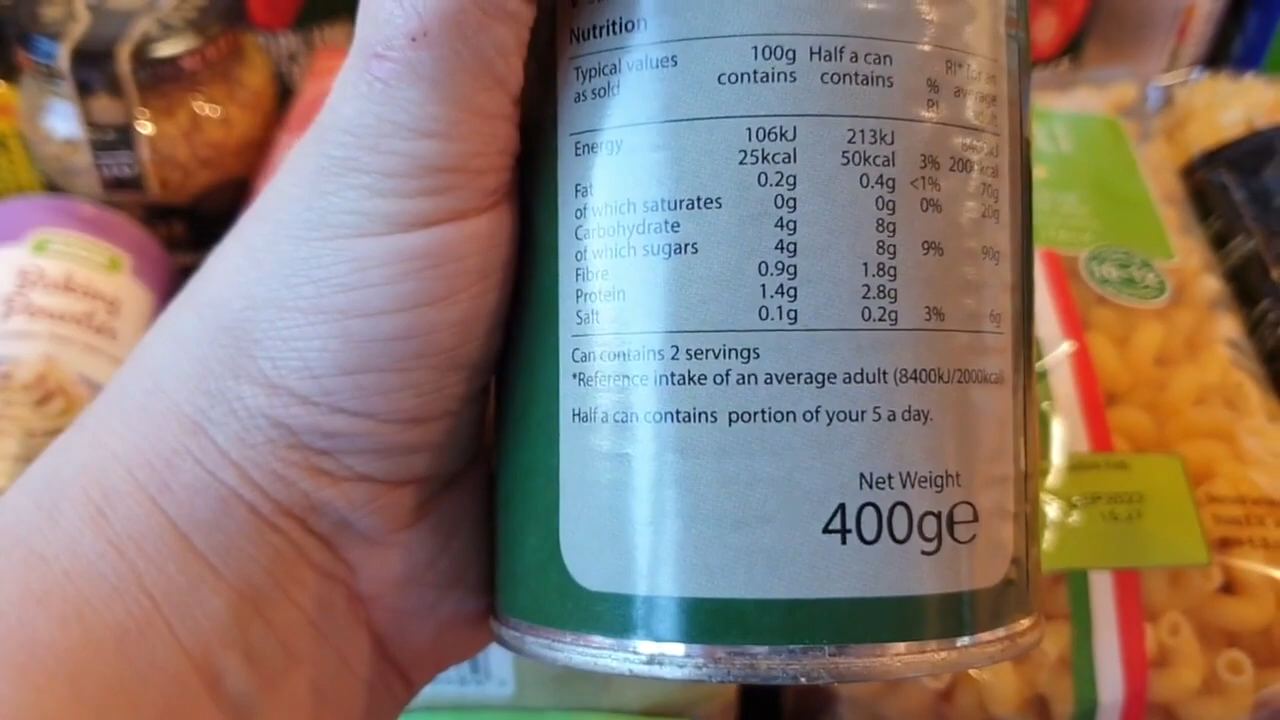 Nutrition
Typical values as sold 100g contains Half a can contains % RI RI* for an average adult
Energy 106kJ 213kJ 8400kJ
25kcal 50kcal 3% 2000kcal
Fat 0.2g 0.4g <1% 70g
of which saturates 0g 0g 0% 20g
Carbohydrate 4g 8g
of which sugars 4g 8g 9% 90g
Fibre 0.9g 1.8g
Protein 1.4g 2.8g
Salt 0.1g 0.2g 3% 6g
Can contains 2 servings
*Reference intake of an average adult (8400kJ/2000kcal
Half a can contains portion of your 5 a day.
Net Weight
400ge
Baking
Powder